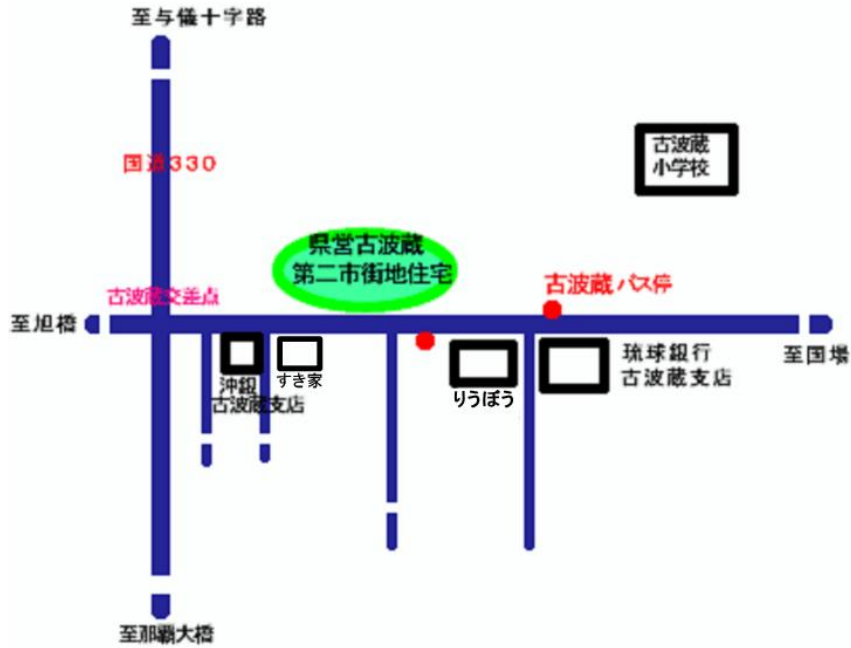 至与儀十字路
古波蔵
小学校
国道330
県営古波蔵
第二市街地住宅
古波蔵バス停
古波蔵交差点
至旭橋
至国場
琉球銀行
古波蔵支店
すき家
沖銀
古波蔵支店
りうぼう
至那覇大橋